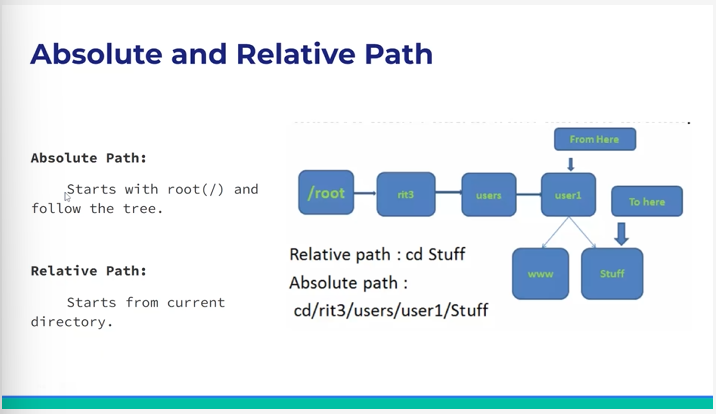 Absolute and Relative Path
Absolute Path:
Starts with root(/) and
follow the tree.
Relative Path:
Starts from current
directory.
From Here
/root
rit3
users
user1
To here
www
Stuff
Relative path : cd Stuff
Absolute path :
cd/rit3/users/user1/Stuff